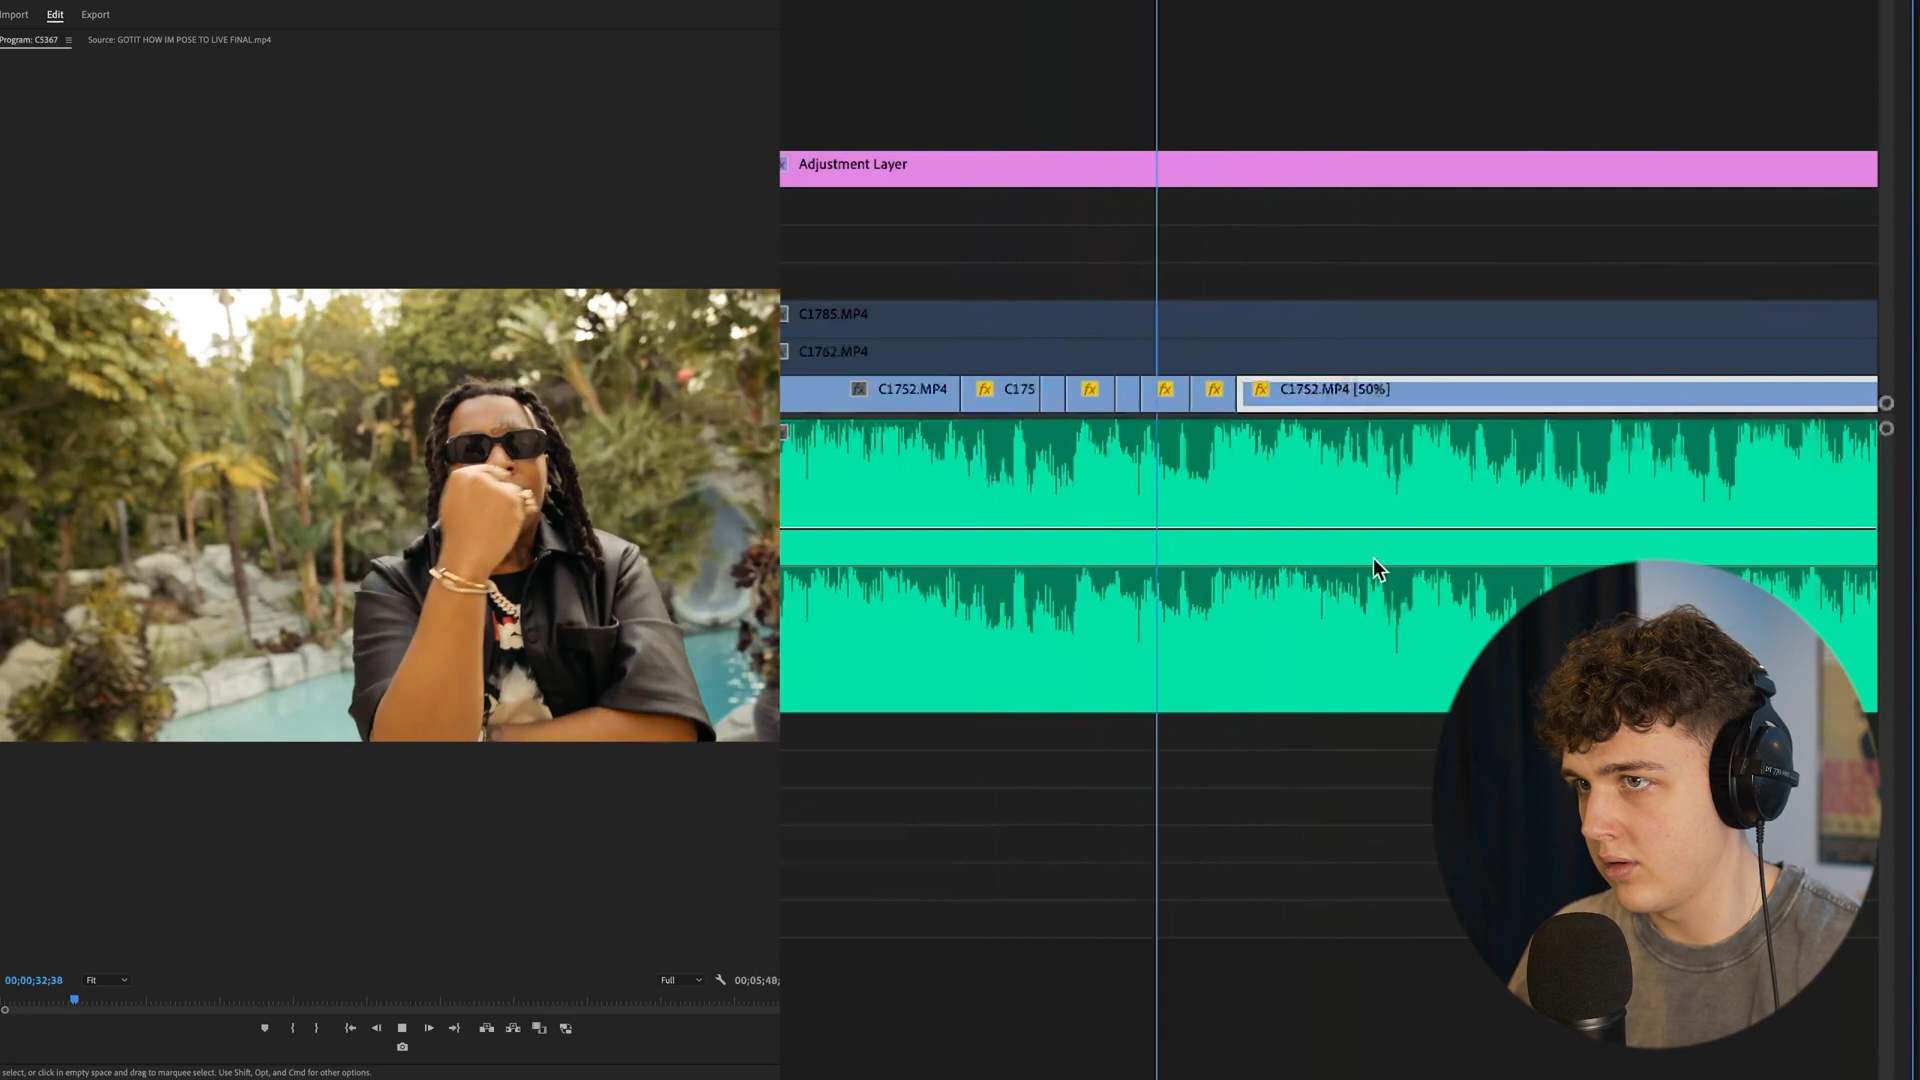 Import Edit Export
Program: C5367 Source: GOTIT HOW IM POSE TO LIVE FINAL.mp4
Adjustment Layer
C1785.MP4
C1762.MP4
fx C1752.MP4 fx C175 fx fx fx fx C1752.MP4 [50%]
DT 770
00;00;32;38 Fit Full 00;05;48;
select, or click in empty space and drag to marquee select. Use Shift, Opt, and Cmd for other options.